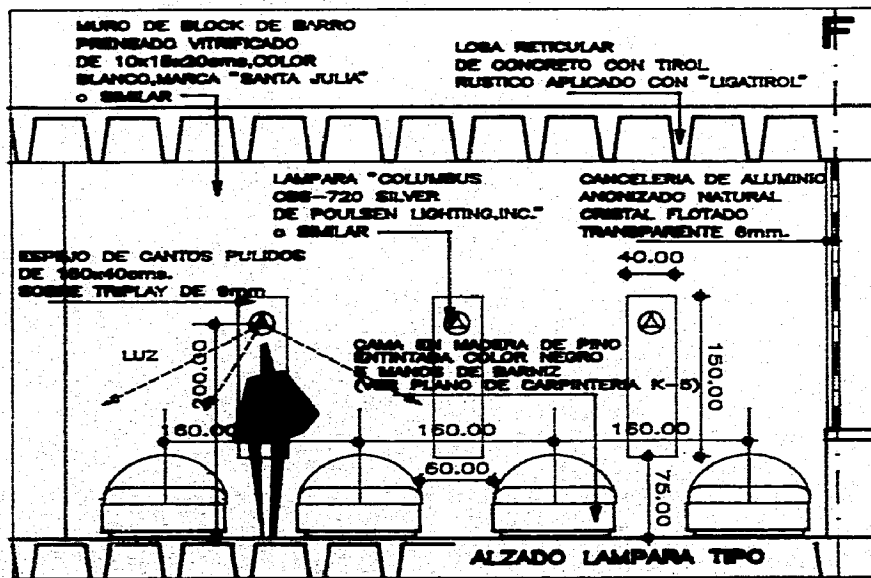 MURO DE BLOCK DE BARRO
PRENSADO VITRIFICADO
DE 10x15x20cms,COLOR
BLANCO,MARCA "SANTA JULIA"
o SIMILAR
LOSA RETICULAR
DE CONCRETO CON TIROL
RUSTICO APLICADO CON "LIGATIROL"
F
LAMPARA "COLUMBUS
CBS-720 SILVER
DE POULSEN LIGHTING,INC."
o SIMILAR
CANCELERIA DE ALUMINIO
ANONIZADO NATURAL
CRISTAL FLOTADO
TRANSPARENTE 6mm.
ESPEJO DE CANTOS PULIDOS
DE 150x40cms.
SOBRE TRIPLAY DE 9mm
40.00
LUZ
200.00
CAMA EN MADERA DE PINO
ENTINTADA COLOR NEGRO
MANOS DE BARNIZ
(VER PLANO DE CARPINTERIA K-5)
150.00
150.00
150.00
150.00
60.00
75.00
ALZADO LAMPARA TIPO